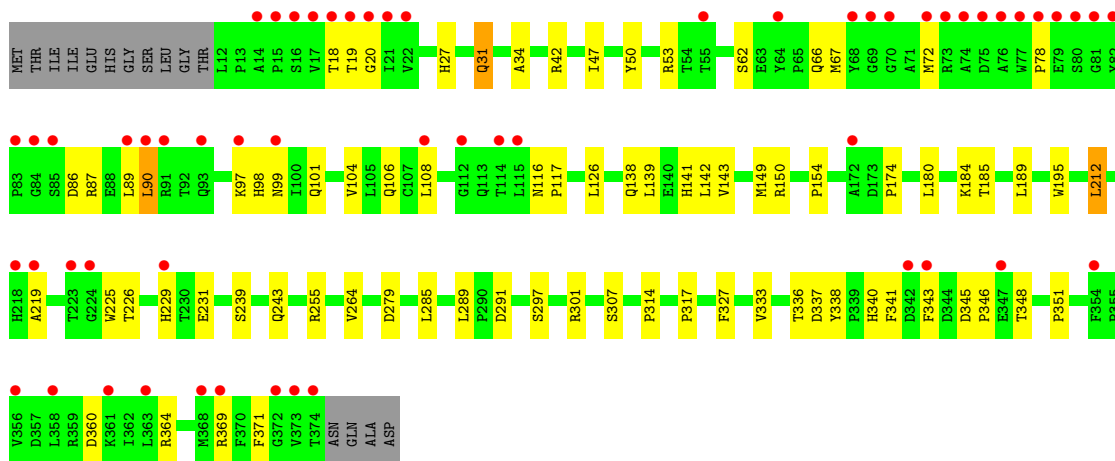 MET THR ILE ILE GLU HIS GLY SER LEU GLY THR L12 P13 A14 P15 S16 V17 T18 T19 G20 I21 V22 H27 Q31 A34 R42 I47 Y50 R53 T54 T55 S62 E63 Y64 P65 Q66 M67 Y68 G69 G70 A71 M72 R73 A74 D75 A76 W77 P78 E79 S80 G81 Y82
P83 G84 S85 D86 R87 E88 L89 L90 R91 T92 Q93 K97 H98 N99 I100 Q101 V104 L105 Q106 C107 L108 G112 Q113 T114 L115 N116 P117 L126 Q138 L139 E140 H141 L142 V143 M149 R150 P154 A172 D173 P174 L180 K184 T185 L189 W195 L212
H218 A219 T223 G224 W225 T226 H229 T230 E231 S239 Q243 R255 V264 D279 L285 L289 P290 D291 S297 R301 S307 P314 P317 F327 V333 T336 D337 Y338 P339 H340 F341 D342 F343 D344 D345 P346 E347 T348 P351 F354
V356 D357 L358 R359 D360 K361 I362 L363 R364 M368 R369 F370 F371 G372 V373 T374 ASN GLN ALA ASP